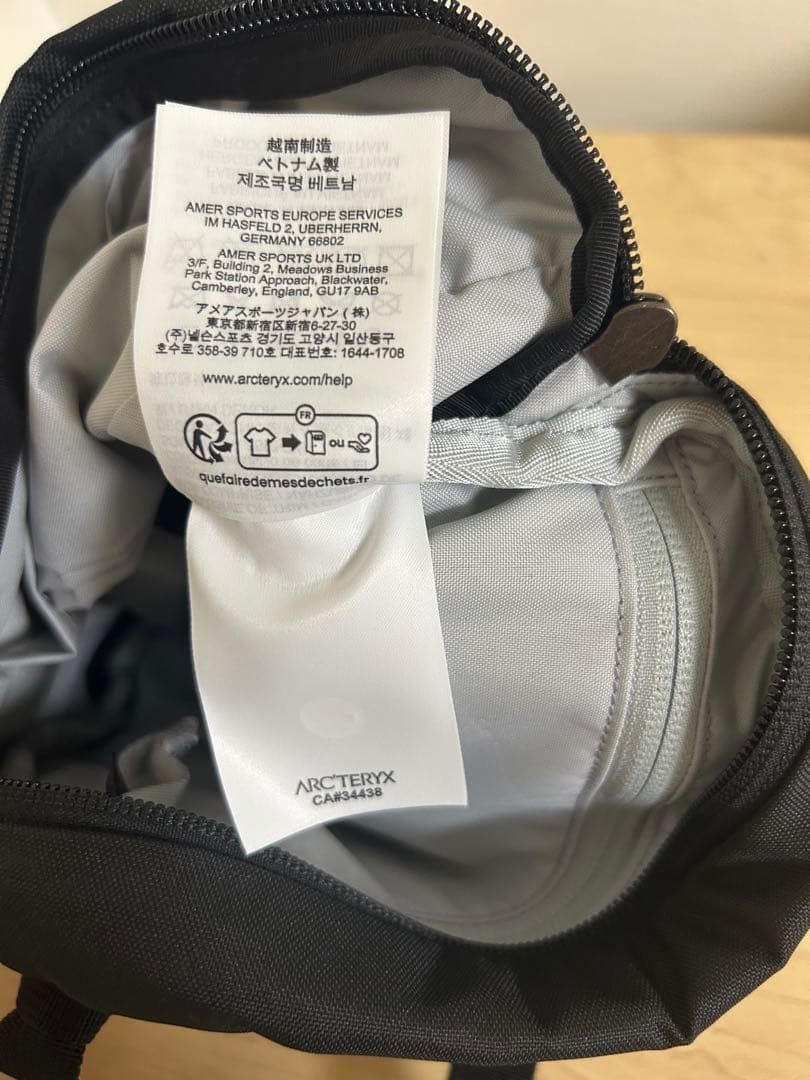 越南制造
ベトナム製
제조국명 베트남
AMER SPORTS EUROPE SERVICES
IM HASFELD 2, UBERHERRN,
GERMANY 66802
AMER SPORTS UK LTD
3/F, Building 2, Meadows Business
Park Station Approach, Blackwater,
Camberley, England, GU17 9AB
アメアスポーツジャパン (株)
東京都新宿区新宿6-27-30
(주)넬슨스포츠 경기도 고양시 일산동구
호수로 358-39 710호 대표번호: 1644-1708
www.arcteryx.com/help
FR
ou
quefairedemesdechets.fr
ARC'TERYX
CA#34438